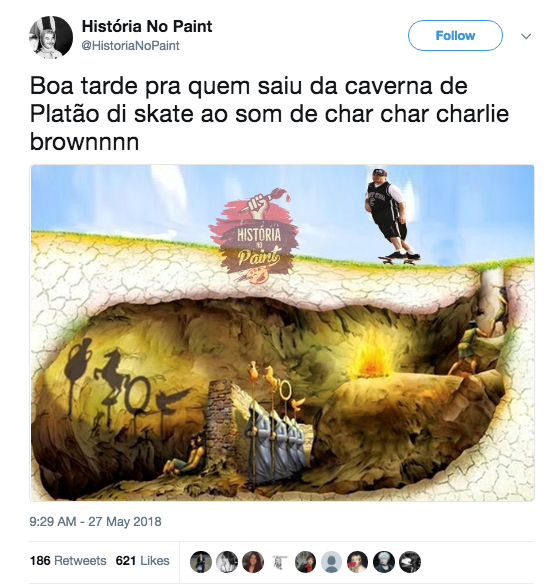 História No Paint
@HistoriaNoPaint
Follow
Boa tarde pra quem saiu da caverna de
Platão di skate ao som de char char charlie
brownnnn
HISTÓRIA
NO
Paint
9:29 AM - 27 May 2018
186 Retweets 621 Likes